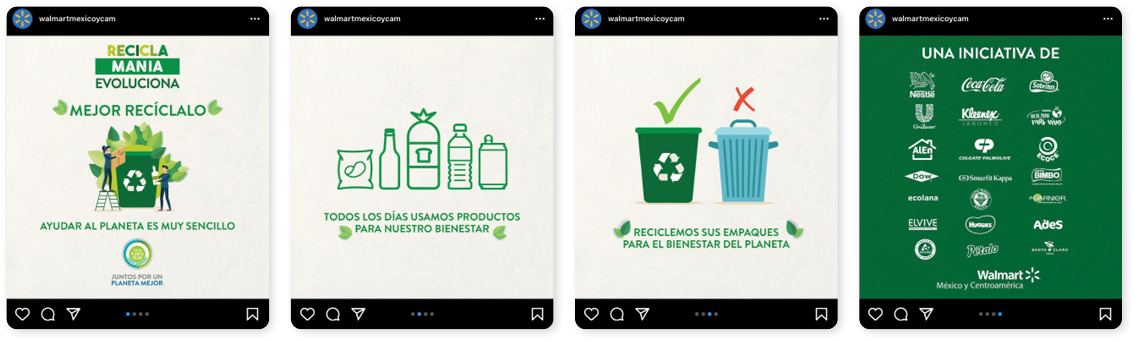 walmartmexicoycam
RECICLA
MANIA
EVOLUCIONA
MEJOR RECÍCLALO
AYUDAR AL PLANETA ES MUY SENCILLO
JUNTOS POR UN
PLANETA MEJOR.
walmartmexicoycam
TODOS LOS DÍAS USAMOS PRODUCTOS
PARA NUESTRO BIENESTAR
walmartmexicoycam
RECICLEMOS SUS EMPAQUES
PARA EL BIENESTAR DEL PLANETA
walmartmexicoycam
UNA INICIATIVA DE
Nestlé
Coca-Cola
Sabritas
Unilever
Kleenex
JABONES
AlEn
COLGATE-PALMOLIVE
ECOCE
Dow
Smurfit Kappa
BIMBO
ecolana
GARNIER
ELVIVE
HUGGIES
AdeS
Pétalo
SANTA CLARA
Walmart
México y Centroamérica